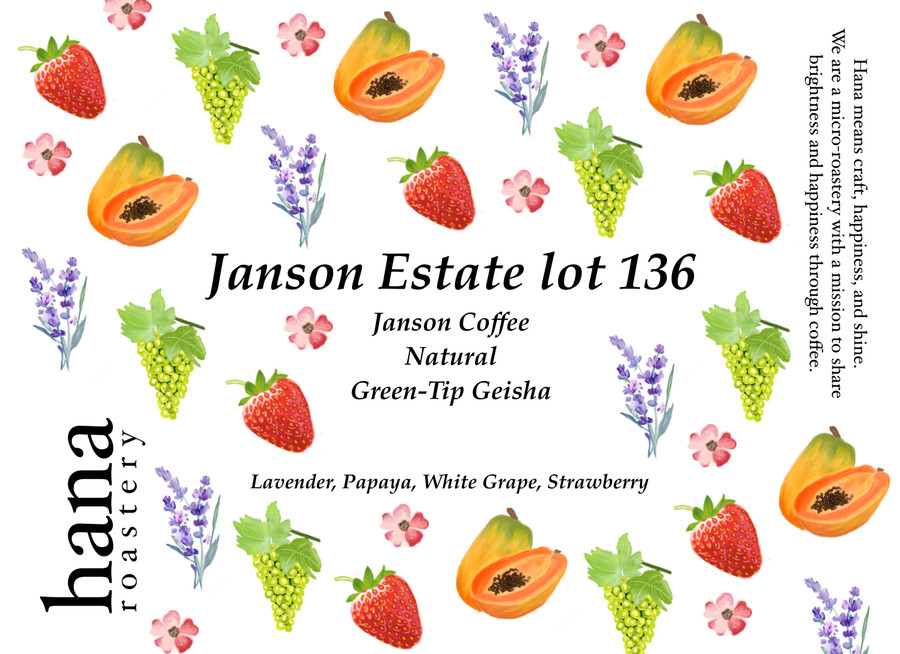 Janson Estate lot 136
Janson Coffee
Natural
Green-Tip Geisha
Lavender, Papaya, White Grape, Strawberry
hana
roastery
Hana means craft, happiness, and shine.
We are a micro-roastery with a mission to share
brightness and happiness through coffee.